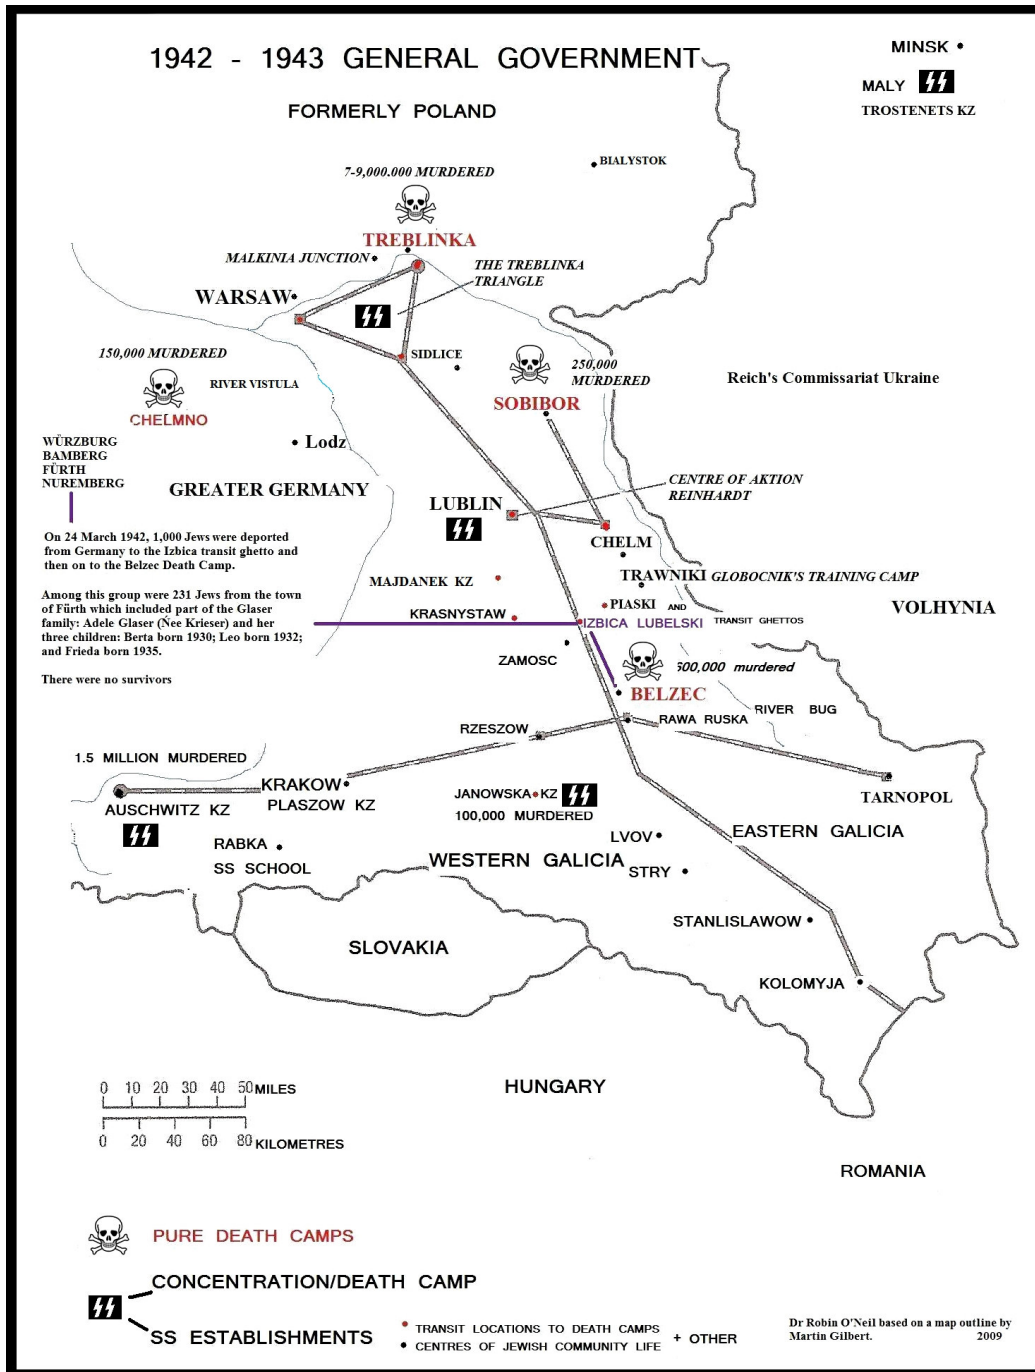 1942 - 1943 GENERAL GOVERNMENT
FORMERLY POLAND
MINSK
MALY
TROSTENETS KZ
BIALYSTOK
7-9,000.000 MURDERED
TREBLINKA
MALKINIA JUNCTION
THE TREBLINKA
TRIANGLE
WARSAW
SIDLICE
150,000 MURDERED
RIVER VISTULA
CHELMNO
250,000
MURDERED
SOBIBOR
Reich's Commissariat Ukraine
WÜRZBURG
BAMBERG
FÜRTH
NUREMBERG
Lodz
GREATER GERMANY
LUBLIN
CENTRE OF AKTION
REINHARDT
On 24 March 1942, 1,000 Jews were deported
from Germany to the Izbica transit ghetto and
then on to the Belzec Death Camp.
Among this group were 231 Jews from the town
of Fürth which included part of the Glaser
family: Adele Glaser (Nee Krieser) and her
three children: Berta born 1930; Leo born 1932;
and Frieda born 1935.
There were no survivors
CHELM
MAJDANEK KZ
TRAWNIKI GLOBOCNIK'S TRAINING CAMP
VOLHYNIA
KRASNYSTAW
PIASKI AND
IZBICA LUBELSKI TRANSIT GHETTOS
ZAMOSC
600,000 murdered
BELZEC
RZESZOW
RAWA RUSKA
RIVER BUG
1.5 MILLION MURDERED
KRAKOW
PLASZOW KZ
AUSCHWITZ KZ
JANOWSKA KZ
100,000 MURDERED
TARNOPOL
RABKA
SS SCHOOL
WESTERN GALICIA
LVOV
EASTERN GALICIA
STRY
STANLISLAWOW
SLOVAKIA
KOLOMYJA
0 10 20 30 40 50 MILES
0 20 40 60 80 KILOMETRES
HUNGARY
ROMANIA
PURE DEATH CAMPS
CONCENTRATION/DEATH CAMP
SS ESTABLISHMENTS
TRANSIT LOCATIONS TO DEATH CAMPS
CENTRES OF JEWISH COMMUNITY LIFE
+ OTHER
Dr Robin O'Neil based on a map outline by
Martin Gilbert. 2009